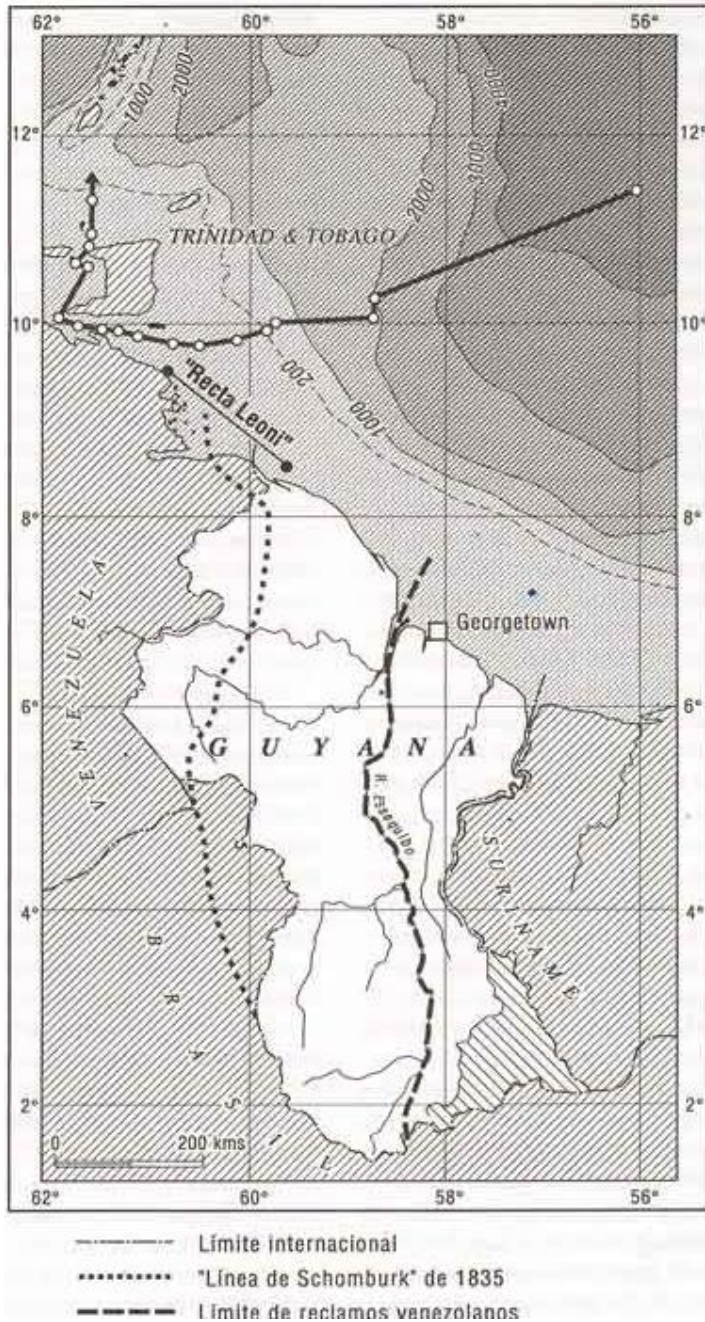 62° 60° 58° 56°
12° 12°
10° 10°
8° 8°
6° 6°
4° 4°
2° 2°
1000
2000
2000
3000
4000
TRINIDAD & TOBAGO
200
1000
"Recta Leoni"
VENEZUELA
Georgetown
GUYANA
R. Essequibo
SURINAME
BRASIL
0 200 kms
62° 60° 58° 56°
Límite Internacional
"Línea de Schomburk" de 1835
Límite de reclamos venezolanos